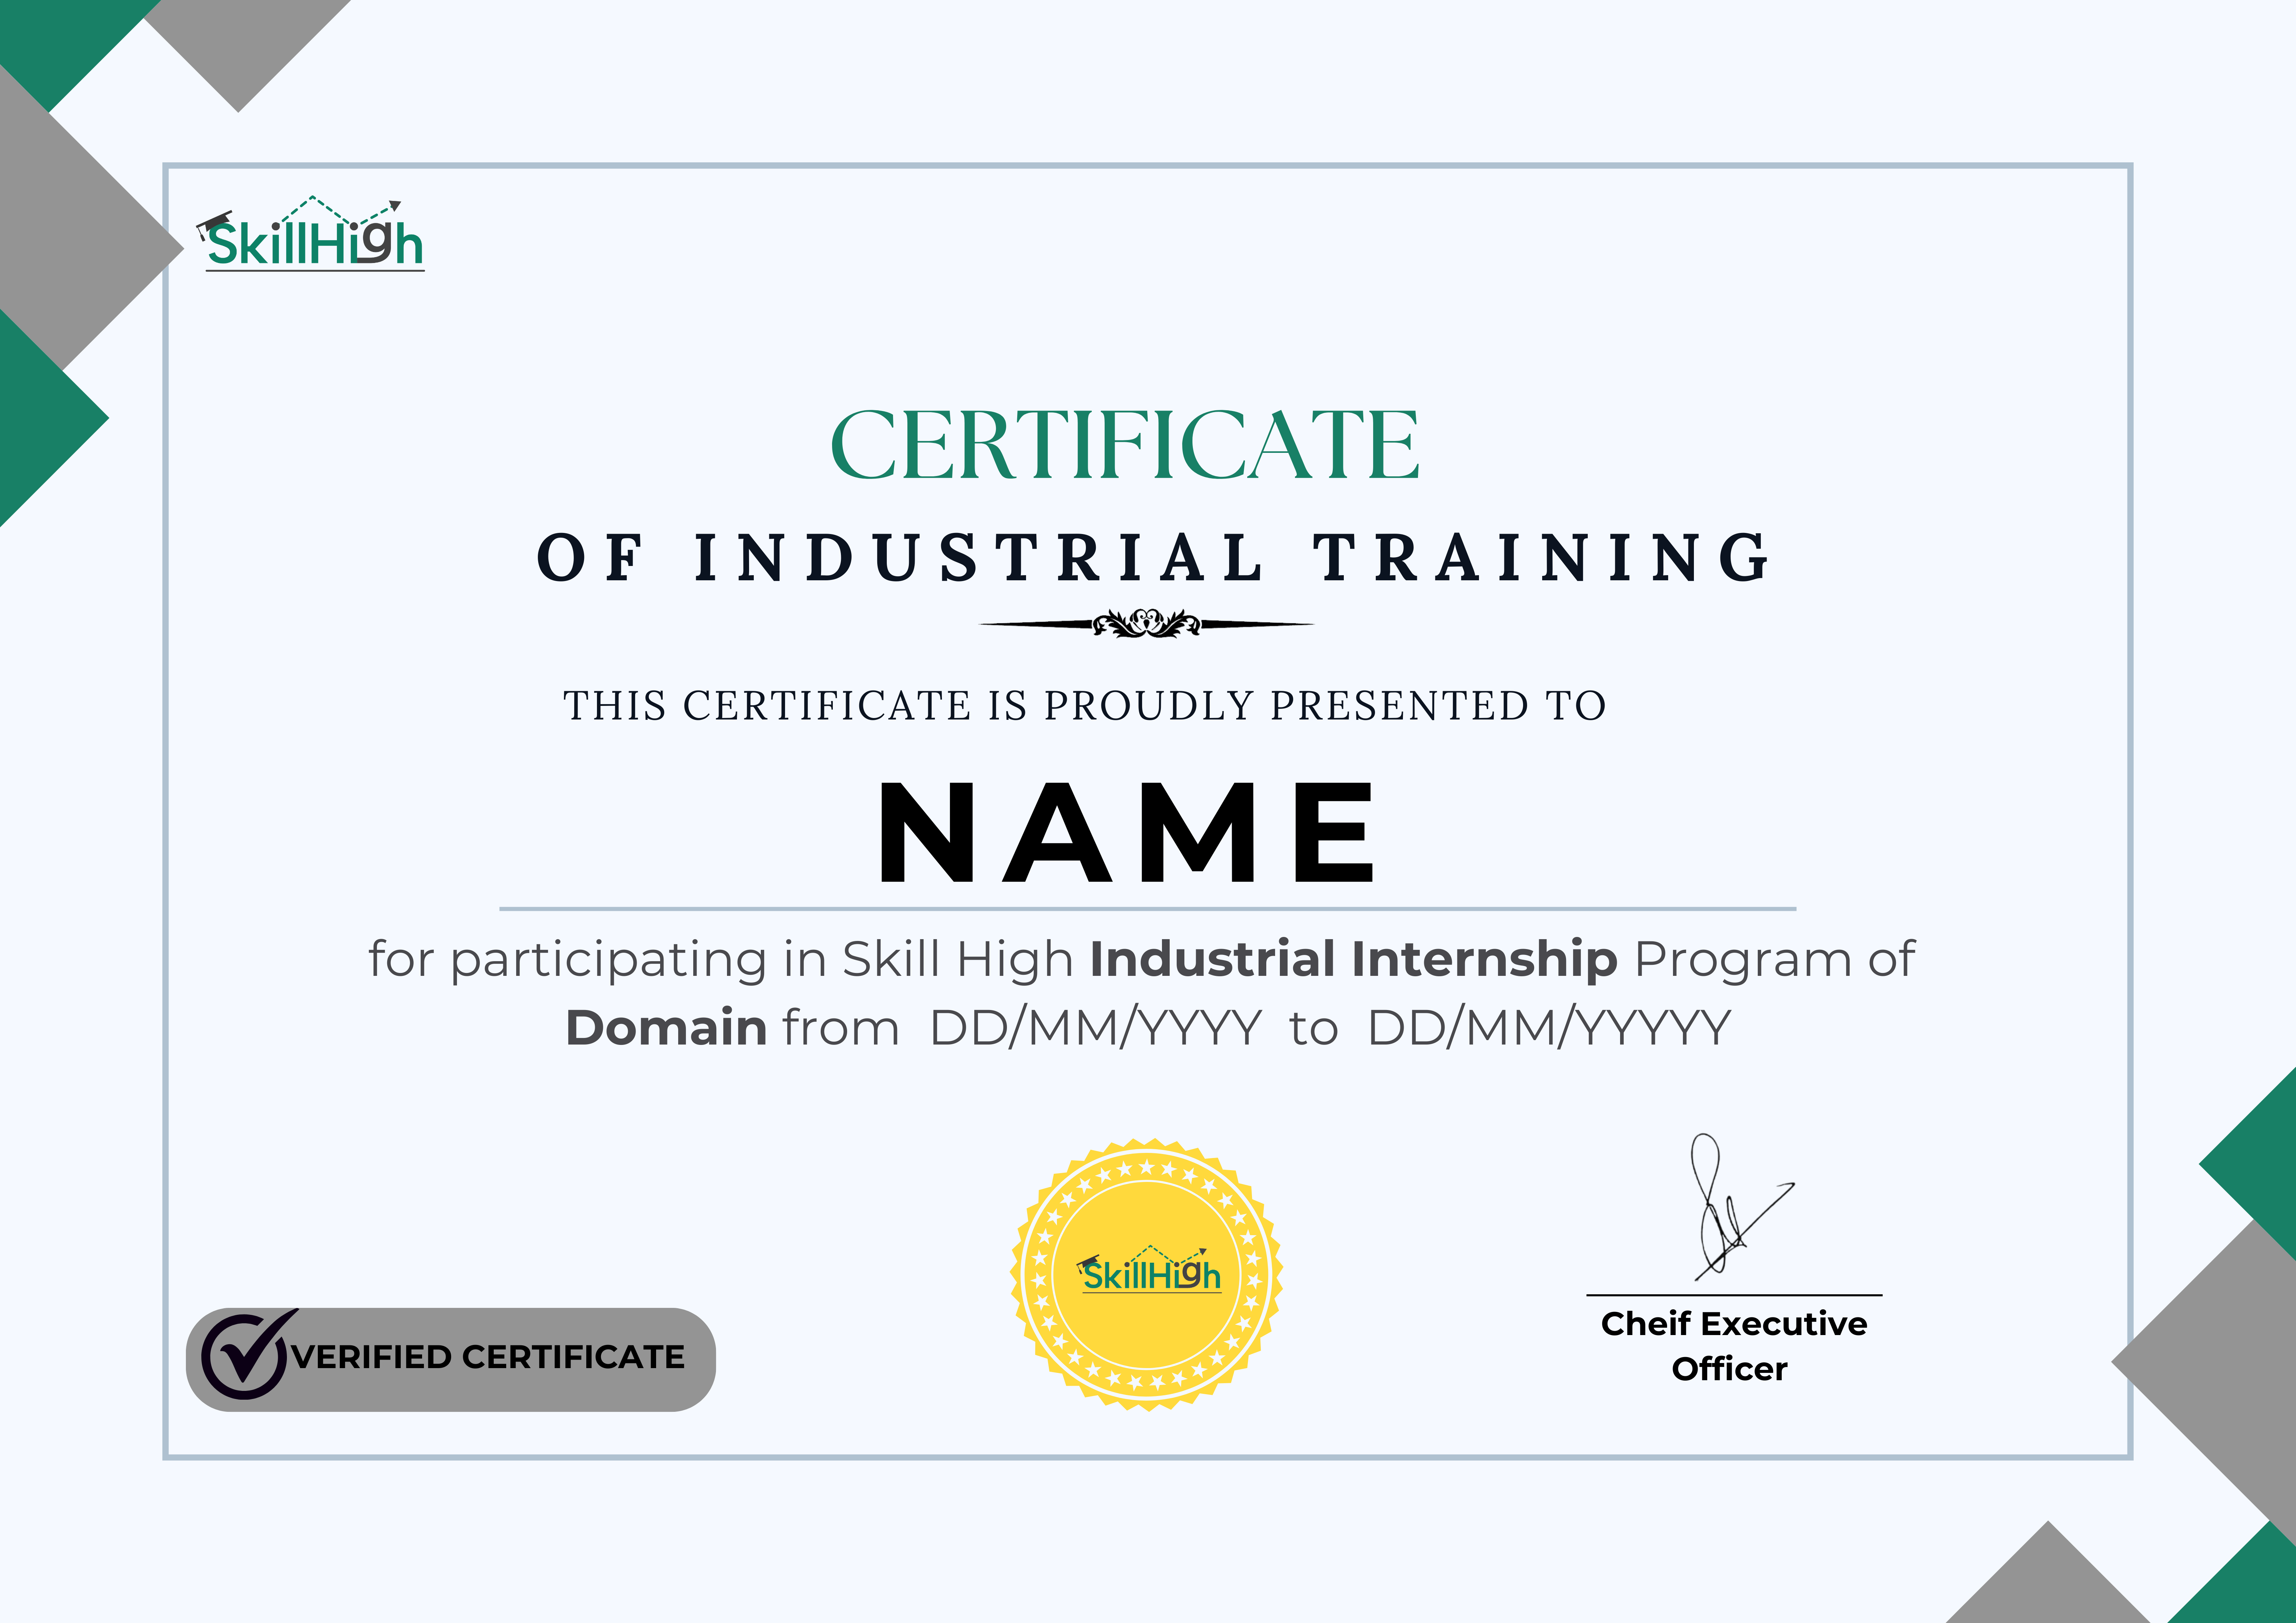 SkillHigh
CERTIFICATE
OF INDUSTRIAL TRAINING
THIS CERTIFICATE IS PROUDLY PRESENTED TO
NAME
for participating in Skill High Industrial Internship Program of
Domain from DD/MM/YYYY to DD/MM/YYYYY
SkillHigh
VERIFIED CERTIFICATE
Cheif Executive
Officer